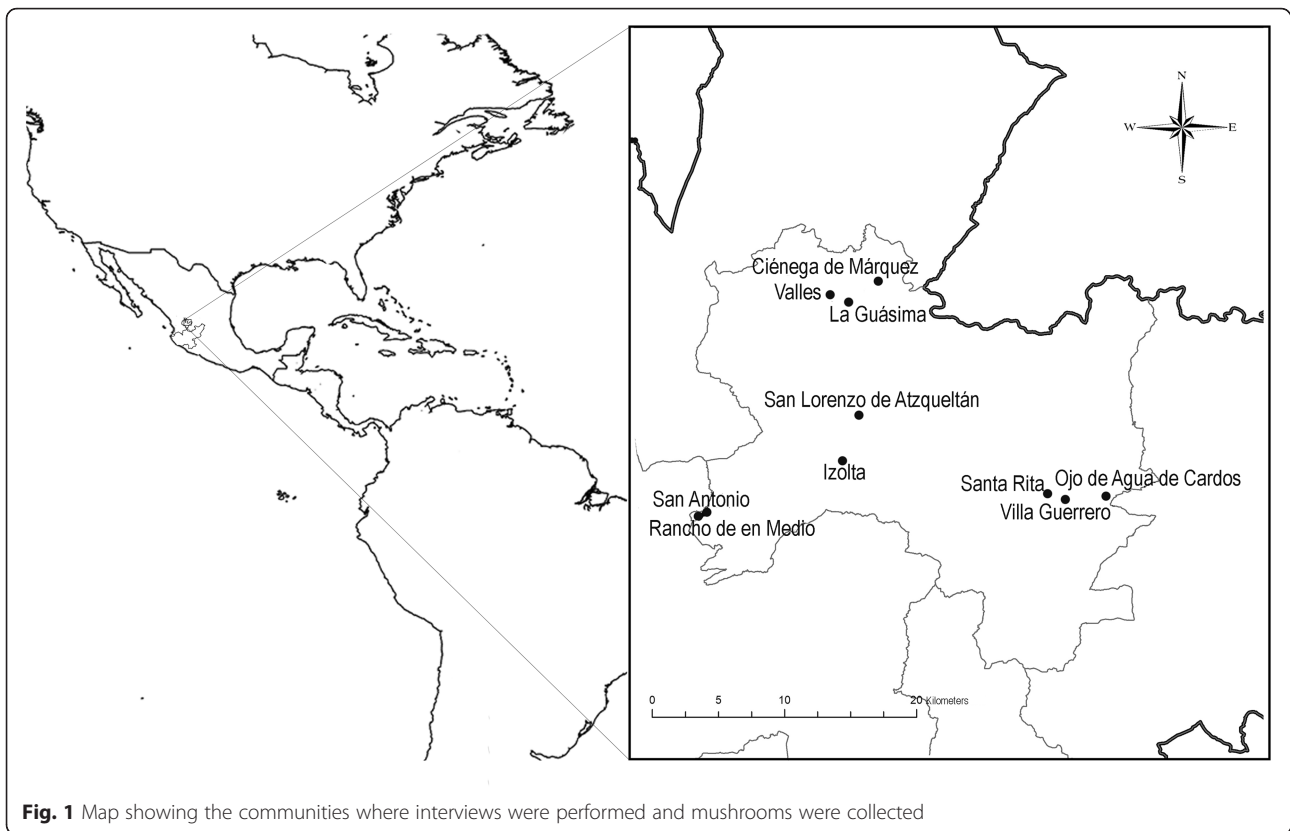 N
W E
S
Ciénega de Márquez
Valles
La Guásima
San Lorenzo de Atzqueltán
Izolta
Santa Rita Ojo de Agua de Cardos
San Antonio
Villa Guerrero
Rancho de en Medio
0 5 10 20 Kilometers
Fig. 1 Map showing the communities where interviews were performed and mushrooms were collected